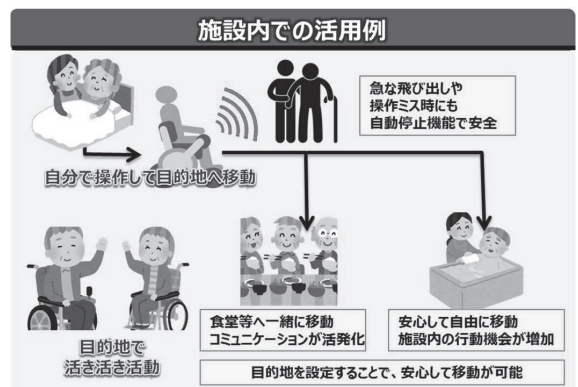 施設内での活用例
急な飛び出しや
操作ミス時にも
自動停止機能で安全
自分で操作して目的地へ移動
食堂等へ一緒に移動
コミュニケーションが活発化
安心して自由に移動
施設内の行動機会が増加
目的地で
活き活き活動
目的地を設定することで、安心して移動が可能